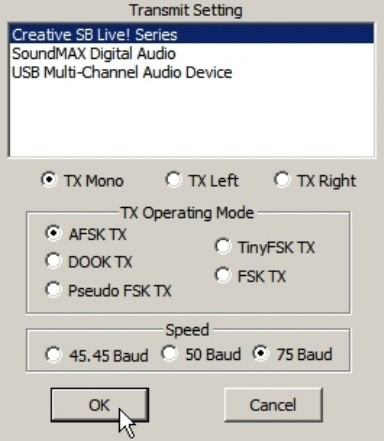 Transmit Setting
Creative SB Live! Series
SoundMAX Digital Audio
USB Multi-Channel Audio Device
TX Mono TX Left TX Right
TX Operating Mode
AFSK TX
TinyFSK TX
DOOK TX
FSK TX
Pseudo FSK TX
Speed
45.45 Baud 50 Baud 75 Baud
OK Cancel